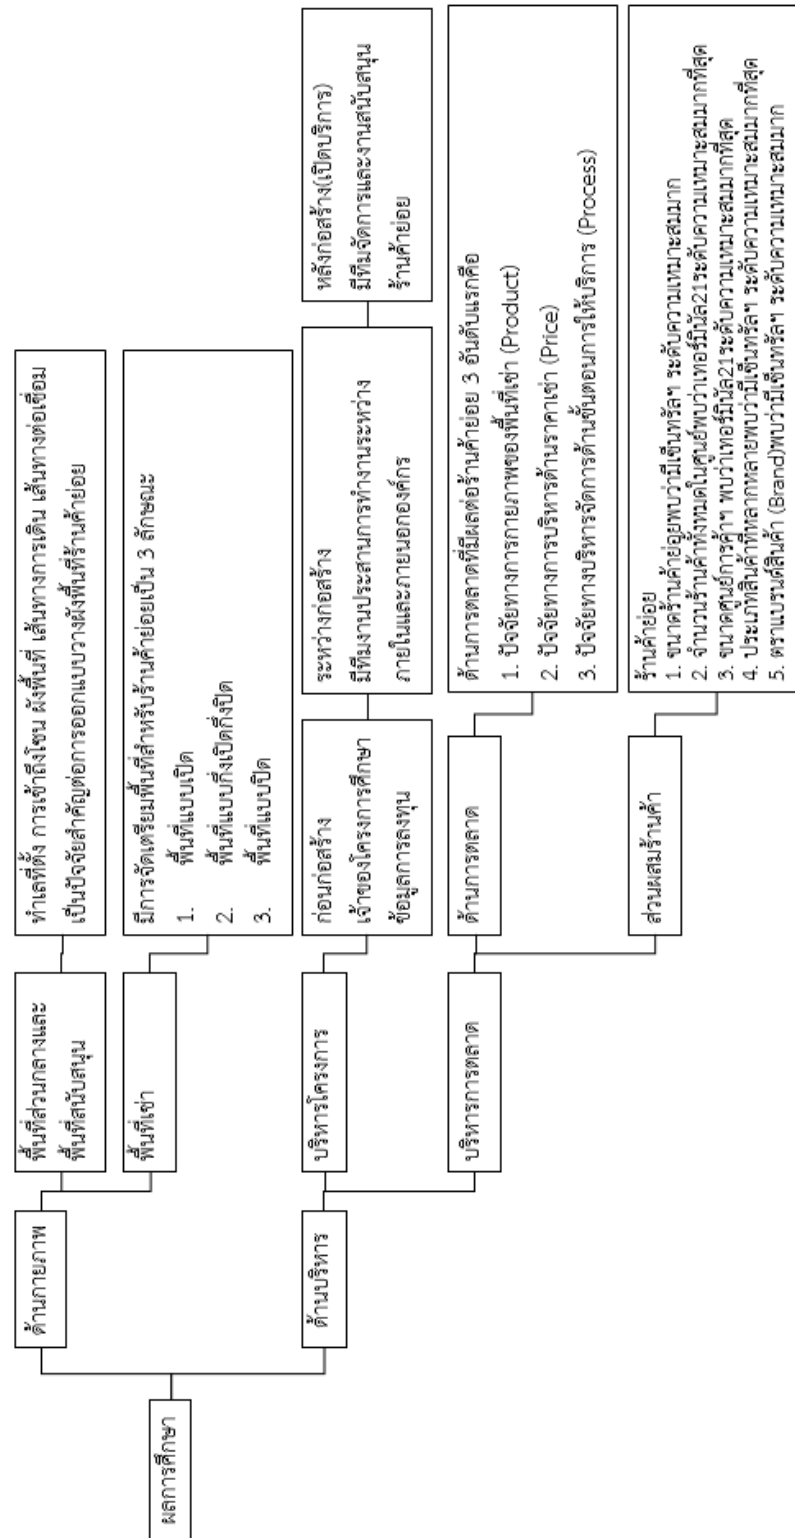 ผลการศึกษา
ด้านกายภาพ
พื้นที่ส่วนกลางและ
พื้นที่สนับสนุน
ทำเลที่ตั้ง การเข้าถึงโซน ผังพื้นที่ เส้นทางการเดิน เส้นทางต่อเชื่อม
เป็นปัจจัยสำคัญต่อการออกแบบวางผังพื้นที่ร้านค้าย่อย
พื้นที่เช่า
มีการจัดเตรียมพื้นที่สำหรับร้านค้าย่อยเป็น 3 ลักษณะ
1. พื้นที่แบบเปิด
2. พื้นที่แบบกึ่งเปิดกึ่งปิด
3. พื้นที่แบบปิด
ด้านบริหาร
บริหารโครงการ
ก่อนก่อสร้าง
เจ้าของโครงการศึกษา
ข้อมูลการลงทุน
ระหว่างก่อสร้าง
มีทีมงานประสานการทำงานระหว่าง
ภายในและภายนอกองค์กร
หลังก่อสร้าง(เปิดบริการ)
มีทีมจัดการและงานสนับสนุน
ร้านค้าย่อย
บริหารการตลาด
ด้านการตลาด
ด้านการตลาดที่มีผลต่อร้านค้าย่อย 3 อันดับแรกคือ
1. ปัจจัยทางการกายภาพของพื้นที่เช่า (Product)
2. ปัจจัยทางการบริหารด้านราคาเช่า (Price)
3. ปัจจัยทางบริหารจัดการด้านขั้นตอนการให้บริการ (Process)
ส่วนผสมร้านค้า
ร้านค้าย่อย
1. ขนาดร้านค้าย่อยพบว่ามีเซ็นทรัลฯ ระดับความเหมาะสมมาก
2. จำนวนร้านค้าทั้งหมดในศูนย์พบว่าเทอร์มินัล21ระดับความเหมาะสมมากที่สุด
3. ขนาดศูนย์การค้าฯ พบว่าเทอร์มินัล21ระดับความเหมาะสมมากที่สุด
4. ประเภทสินค้าที่หลากหลายพบว่ามีเซ็นทรัลฯ ระดับความเหมาะสมมากที่สุด
5. ตราแบรนด์สินค้า (Brand)พบว่ามีเซ็นทรัลฯ ระดับความเหมาะสมมาก